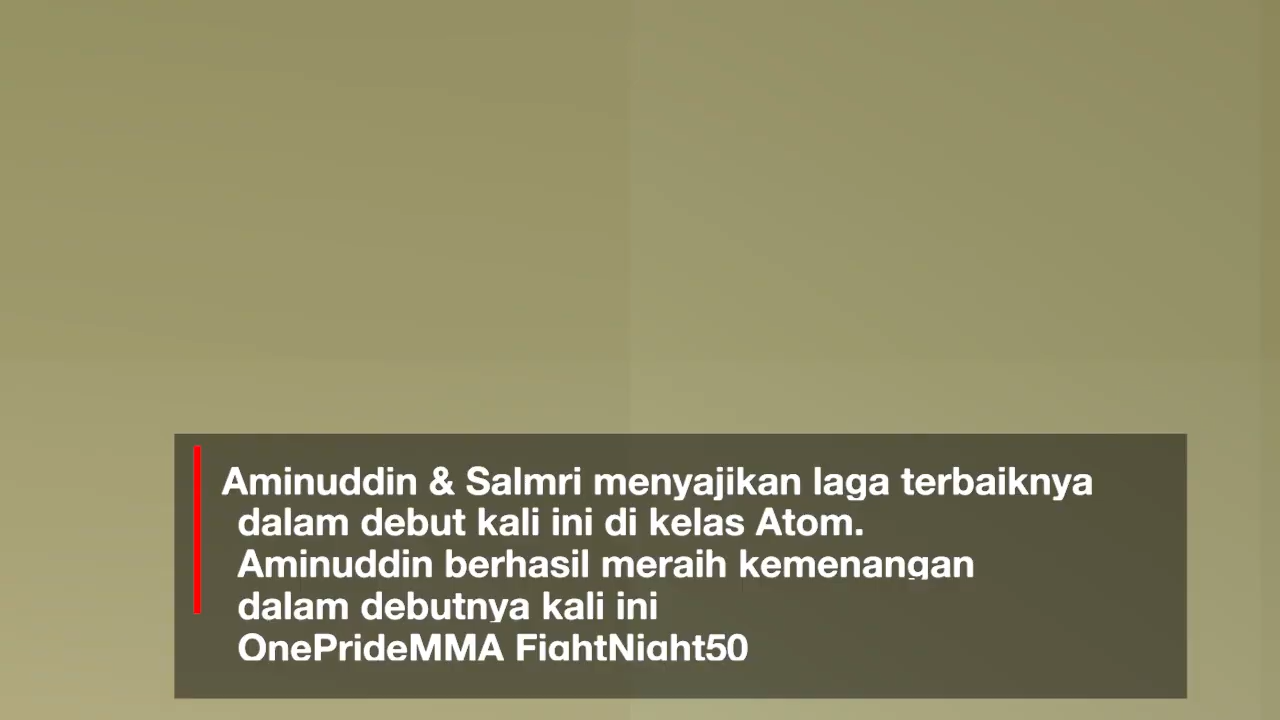 Aminuddin & Salmri menyajikan laga terbaiknya
dalam debut kali ini di kelas Atom.
Aminuddin berhasil meraih kemenangan
dalam debutnya kali ini
OnePrideMMA FightNight50